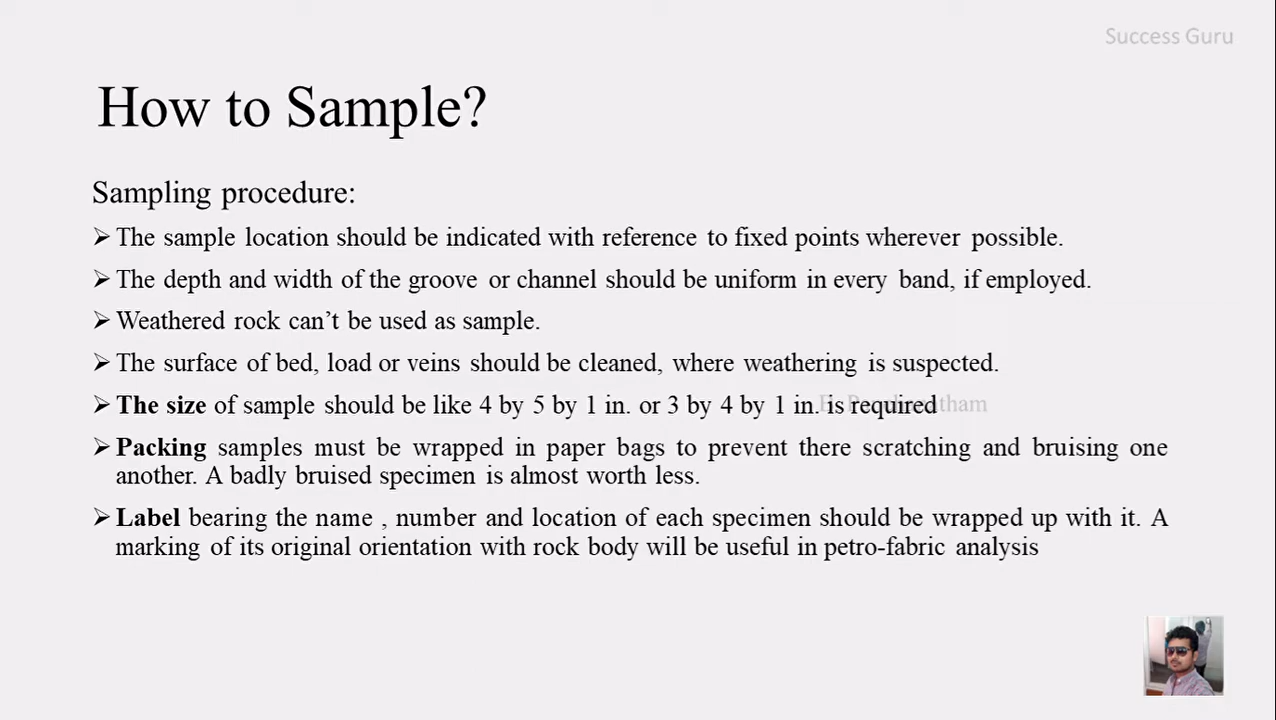 Success Guru
How to Sample?
Sampling procedure:
➢ The sample location should be indicated with reference to fixed points wherever possible.
➢ The depth and width of the groove or channel should be uniform in every band, if employed.
➢ Weathered rock can’t be used as sample.
➢ The surface of bed, load or veins should be cleaned, where weathering is suspected.
➢ The size of sample should be like 4 by 5 by 1 in. or 3 by 4 by 1 in. is required
➢ Packing samples must be wrapped in paper bags to prevent there scratching and bruising one
another. A badly bruised specimen is almost worth less.
➢ Label bearing the name , number and location of each specimen should be wrapped up with it. A
marking of its original orientation with rock body will be useful in petro-fabric analysis